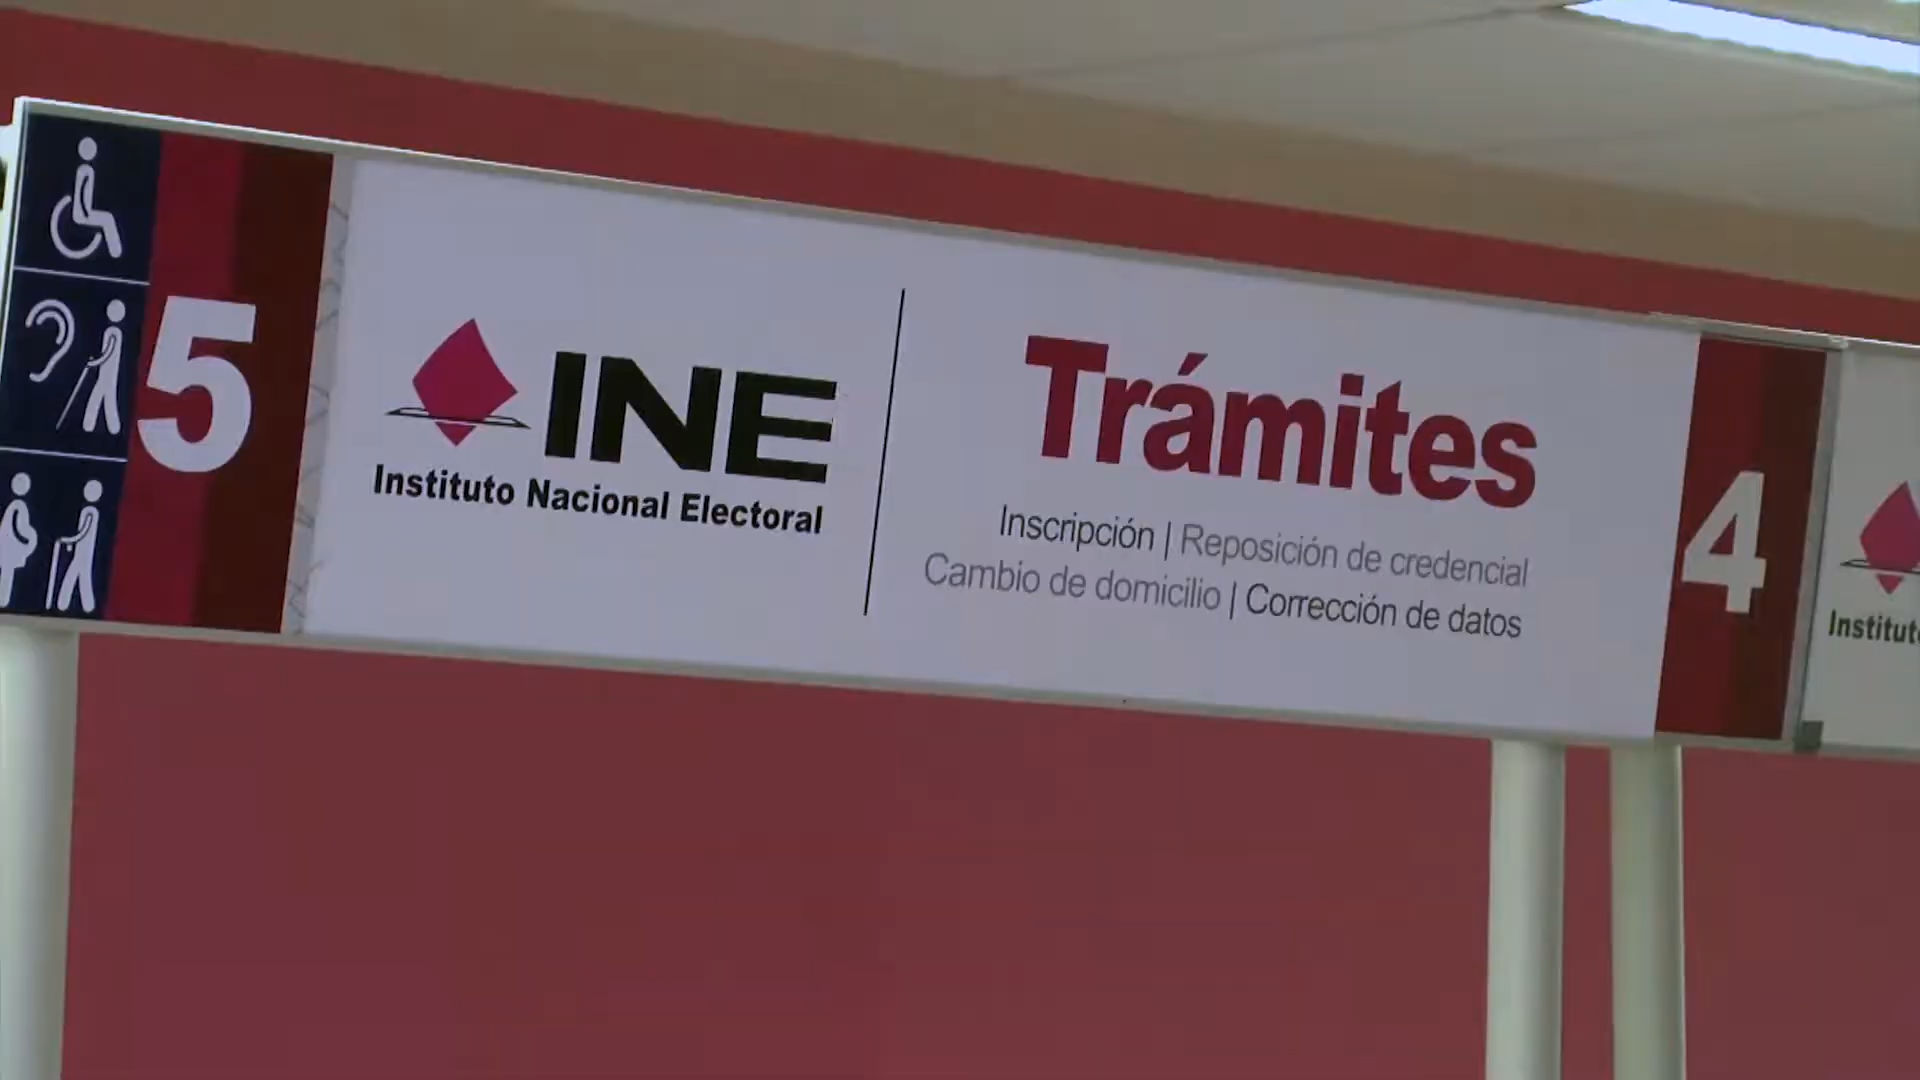 5
INE
Instituto Nacional Electoral
Trámites
Inscripción | Reposición de credencial
Cambio de domicilio | Corrección de datos
4